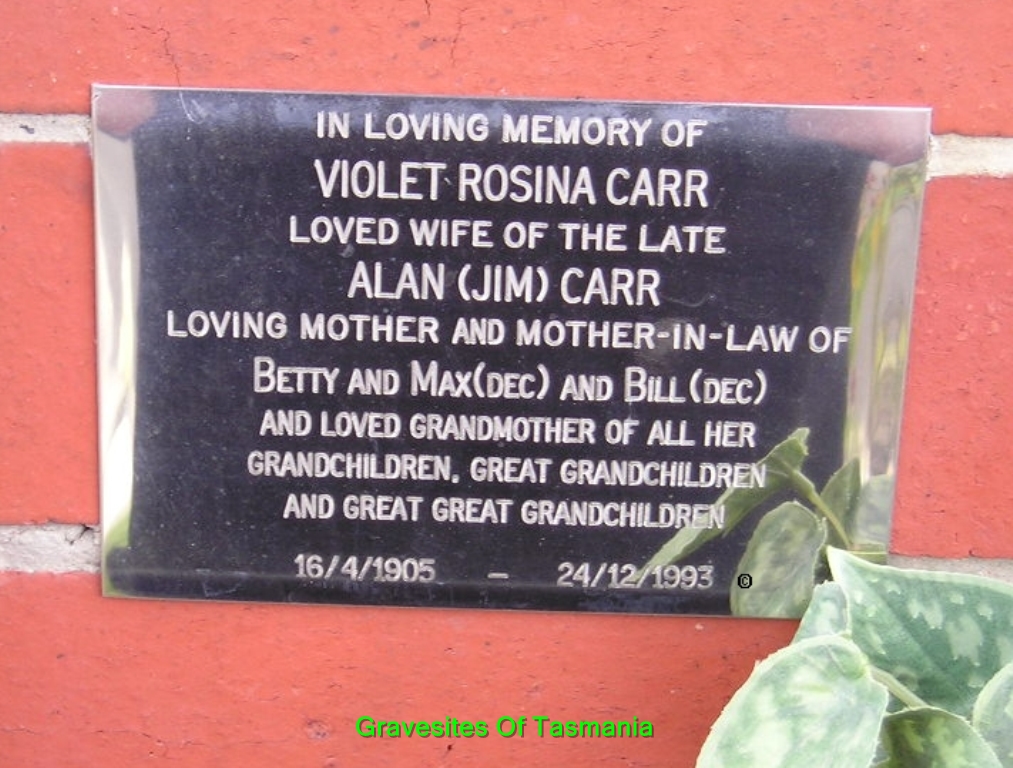 IN LOVING MEMORY OF
VIOLET ROSINA CARR
LOVED WIFE OF THE LATE
ALAN (JIM) CARR
LOVING MOTHER AND MOTHER-IN-LAW OF
BETTY AND MAX(DEC) AND BILL(DEC)
AND LOVED GRANDMOTHER OF ALL HER
GRANDCHILDREN, GREAT GRANDCHILDREN
AND GREAT GREAT GRANDCHILDREN
16/4/1905 – 24/12/1993 ©
Gravesites Of Tasmania